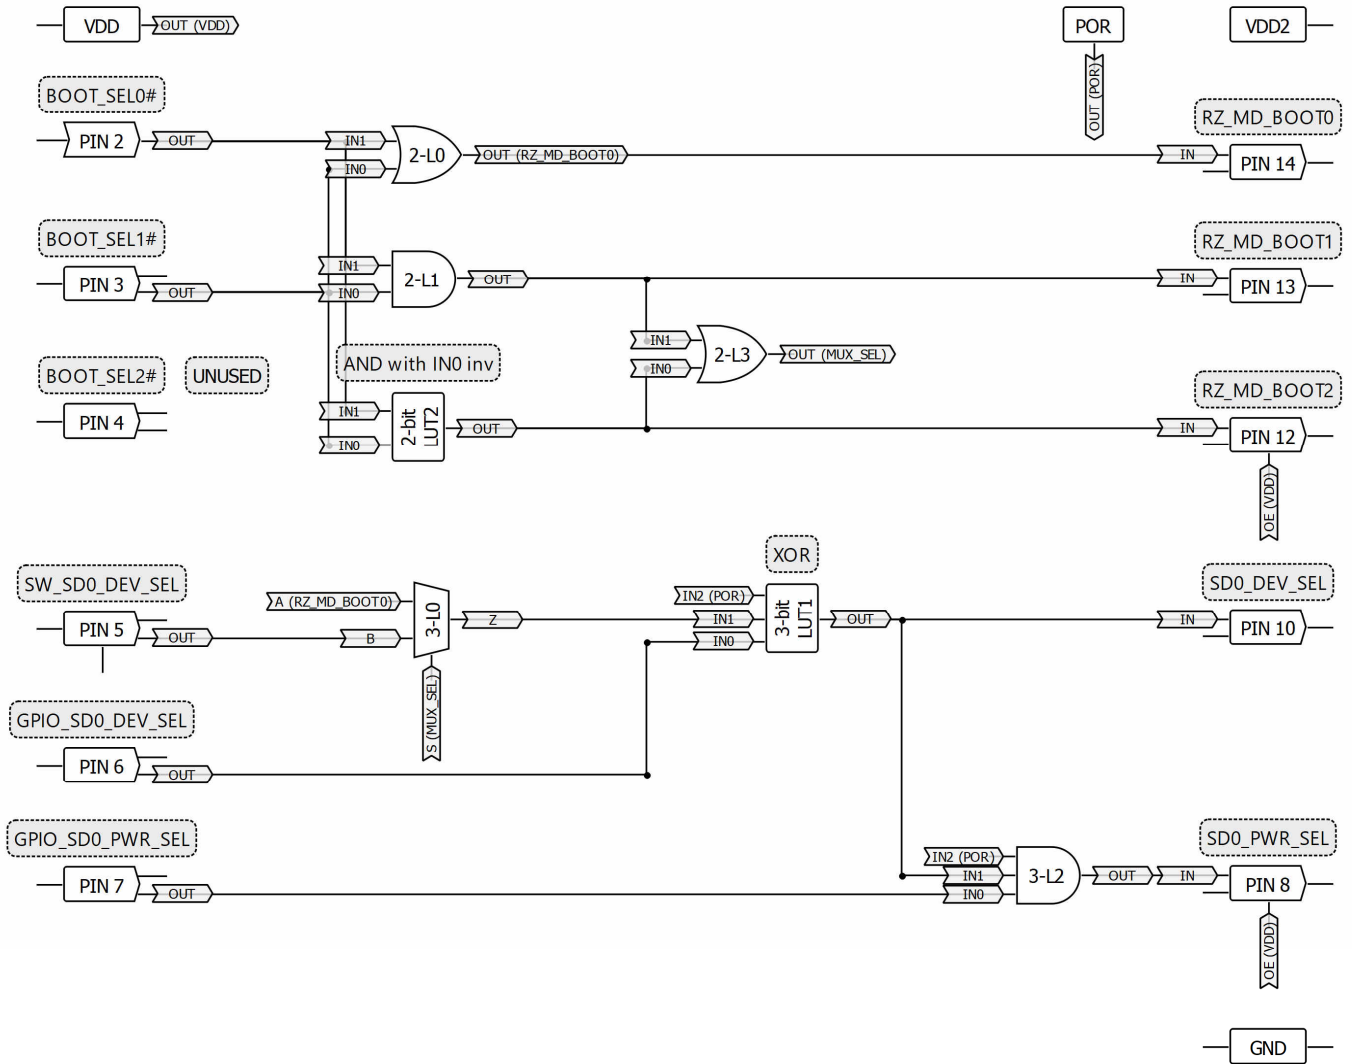 VDD
OUT (VDD)
POR
OUT (POR)
VDD2
BOOT_SEL0#
PIN 2
OUT
IN1
IN0
2-L0
OUT (RZ_MD_BOOT0)
RZ_MD_BOOT0
IN
PIN 14
BOOT_SEL1#
PIN 3
OUT
IN1
IN0
2-L1
OUT
RZ_MD_BOOT1
IN
PIN 13
IN1
IN0
2-L3
OUT (MUX_SEL)
BOOT_SEL2#
UNUSED
PIN 4
AND with IN0 inv
IN1
IN0
2-bit
LUT2
OUT
RZ_MD_BOOT2
IN
PIN 12
OE (VDD)
SW_SD0_DEV_SEL
PIN 5
OUT
A (RZ_MD_BOOT0)
B
3-L0
S (MUX_SEL)
Z
XOR
IN2 (POR)
IN1
IN0
3-bit
LUT1
OUT
SD0_DEV_SEL
IN
PIN 10
GPIO_SD0_DEV_SEL
PIN 6
OUT
GPIO_SD0_PWR_SEL
PIN 7
OUT
IN2 (POR)
IN1
IN0
3-L2
OUT
SD0_PWR_SEL
IN
PIN 8
OE (VDD)
GND